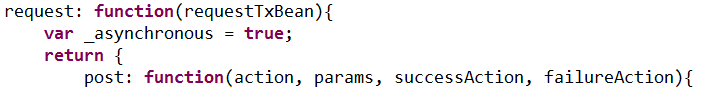 request: function(requestTxBean){
    var _asynchronous = true;
    return {
        post: function(action, params, successAction, failureAction){